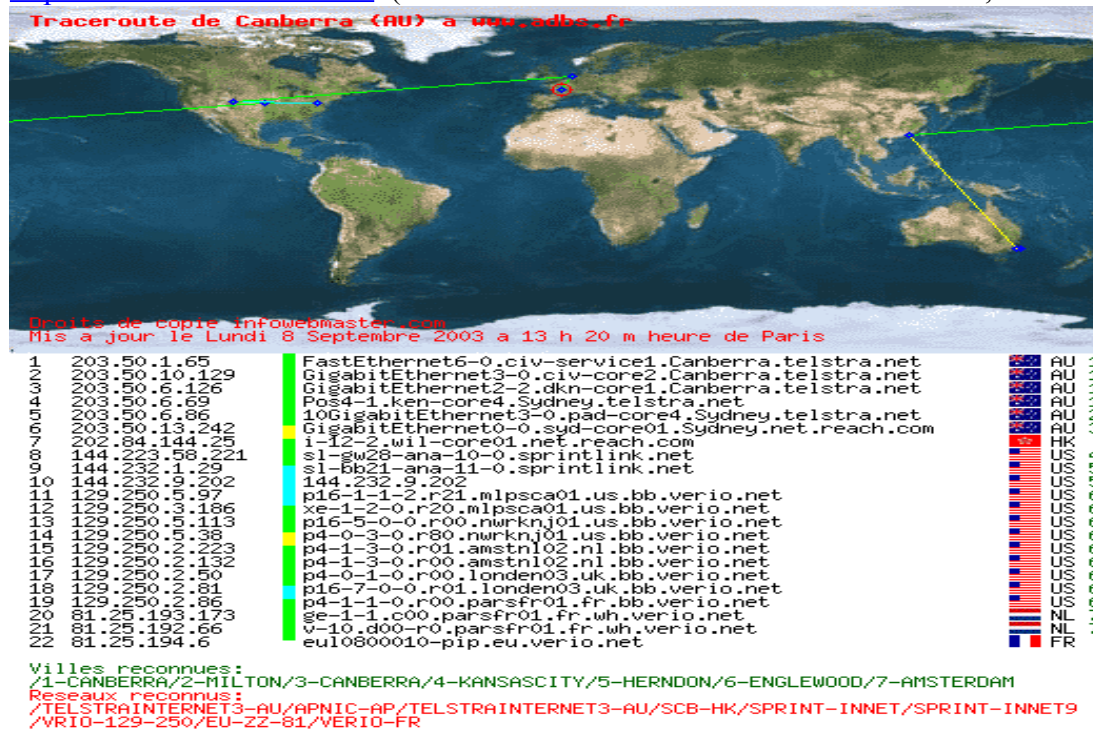 Traceroute de Canberra (AU) a www.adbs.fr
Droits de copie infowebmaster.com
Mis a jour le Lundi 8 Septembre 2003 a 13 h 20 m heure de Paris
1 203.50.1.65 FastEthernet6-0.civ-service1.Canberra.telstra.net AU
2 203.50.10.129 GigabitEthernet3-0.civ-core2.Canberra.telstra.net AU
3 203.50.6.126 GigabitEthernet2-2.dkn-core1.Canberra.telstra.net AU
4 203.50.6.69 Pos4-1.ken-core4.Sydney.telstra.net AU
5 203.50.6.86 10GigabitEthernet3-0.pad-core4.Sydney.telstra.net AU
6 203.50.13.242 GigabitEthernet0-0.syd-core01.Sydney.net.reach.com AU
7 202.84.144.25 i-12-2.wil-core01.net.reach.com HK
8 144.223.58.221 sl-gw28-ana-10-0.sprintlink.net US
9 144.232.1.29 sl-bb21-ana-11-0.sprintlink.net US
10 144.232.9.202 144.232.9.202 US
11 129.250.5.97 p16-1-1-2.r21.mlpsca01.us.bb.verio.net US
12 129.250.3.186 xe-1-2-0.r20.mlpsca01.us.bb.verio.net US
13 129.250.5.113 p16-5-0-0.r00.nwrknj01.us.bb.verio.net US
14 129.250.5.38 p4-0-3-0.r80.nwrknj01.us.bb.verio.net US
15 129.250.2.223 p4-1-3-0.r01.amstnl02.nl.bb.verio.net US
16 129.250.2.132 p4-1-3-0.r00.amstnl02.nl.bb.verio.net US
17 129.250.2.50 p4-0-1-0.r00.londen03.uk.bb.verio.net US
18 129.250.2.81 p16-7-0-0.r01.londen03.uk.bb.verio.net US
19 129.250.2.86 p4-1-1-0.r00.parsfr01.fr.bb.verio.net US
20 81.25.193.173 ge-1-1.c00.parsfr01.fr.wh.verio.net NL
21 81.25.192.66 v-10.d00-r0.parsfr01.fr.wh.verio.net NL
22 81.25.194.6 eul0800010-pip.eu.verio.net FR
Villes reconnues:
/1-CANBERRA/2-MILTON/3-CANBERRA/4-KANSASCITY/5-HERNDON/6-ENGLEWOOD/7-AMSTERDAM
Reseaux reconnus:
/TELSTRAINTERNET3-AU/APNIC-AP/TELSTRAINTERNET3-AU/SCB-HK/SPRINT-INNET/SPRINT-INNET9
/VRIO-129-250/EU-ZZ-81/VERIO-FR